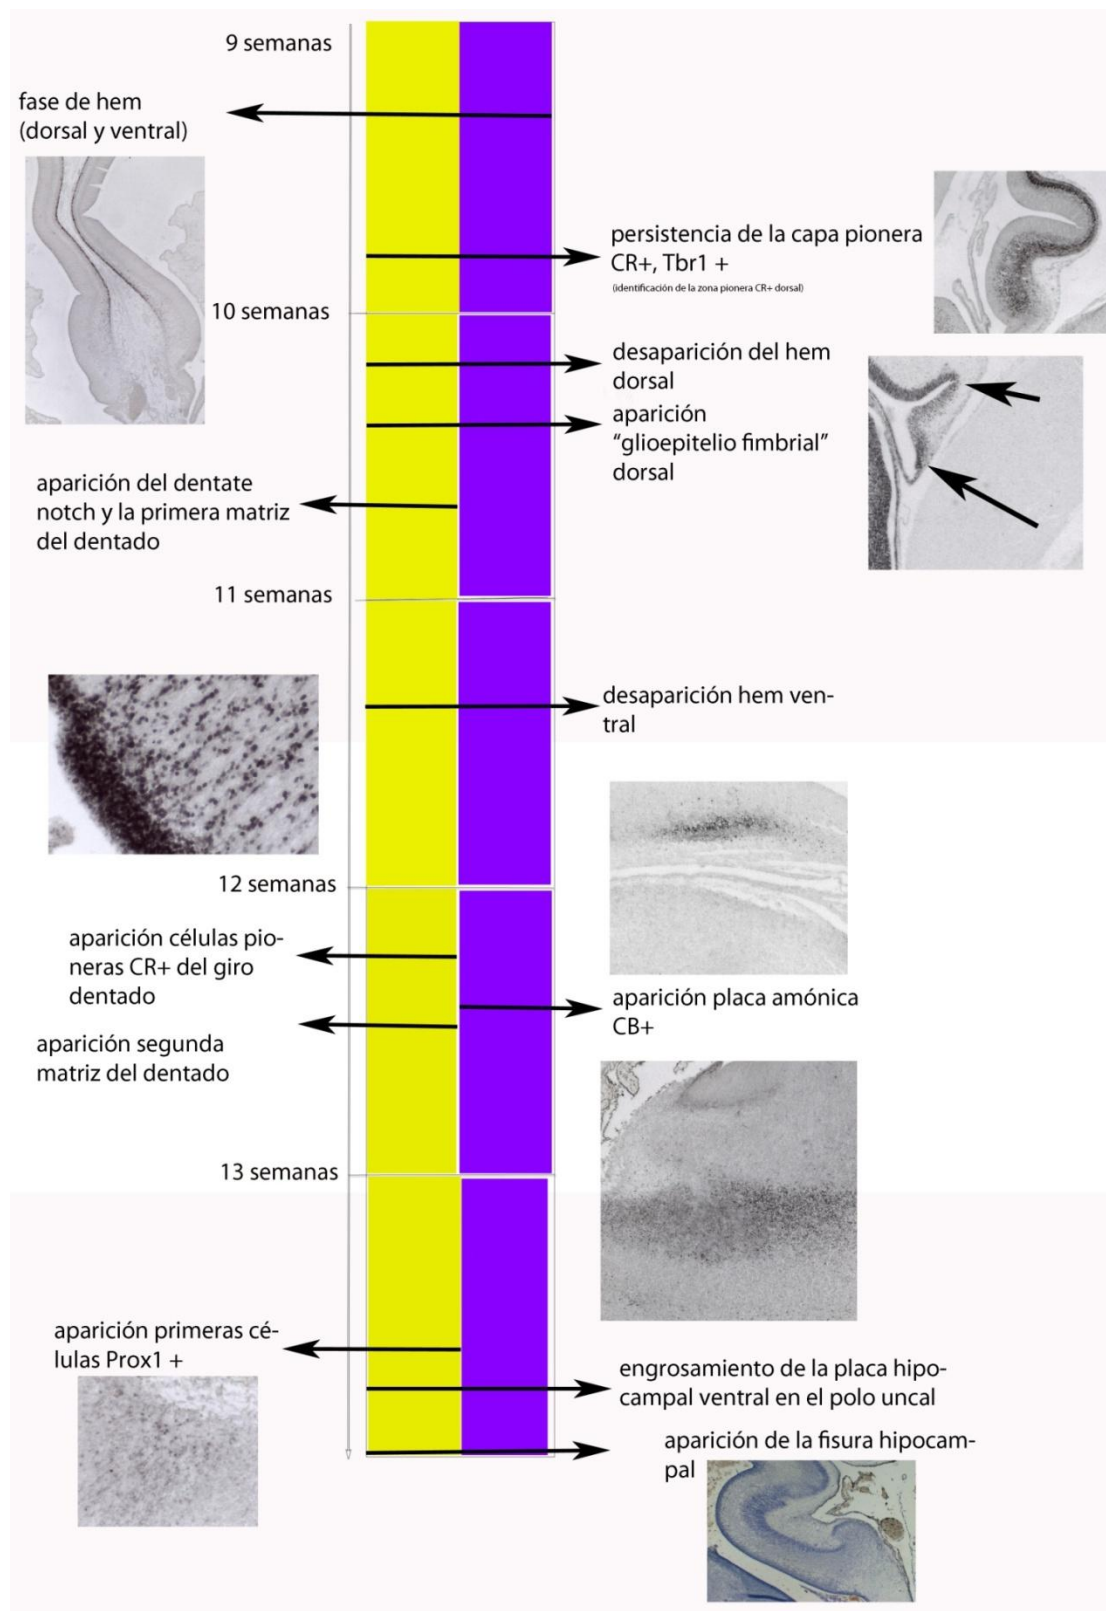 9 semanas
fase de hem
(dorsal y ventral)
persistencia de la capa pionera
CR+, Tbr1 +
(identificación de la zona pionera CR+ dorsal)
10 semanas
desaparición del hem
dorsal
aparición
“glioepitelio fimbrial”
dorsal
aparición del dentate
notch y la primera matriz
del dentado
11 semanas
desaparición hem ven-
tral
12 semanas
aparición células pio-
neras CR+ del giro
dentado
aparición placa amónica
CB+
aparición segunda
matriz del dentado
13 semanas
aparición primeras cé-
lulas Prox1 +
engrosamiento de la placa hipo-
campal ventral en el polo uncal
aparición de la fisura hipocam-
pal